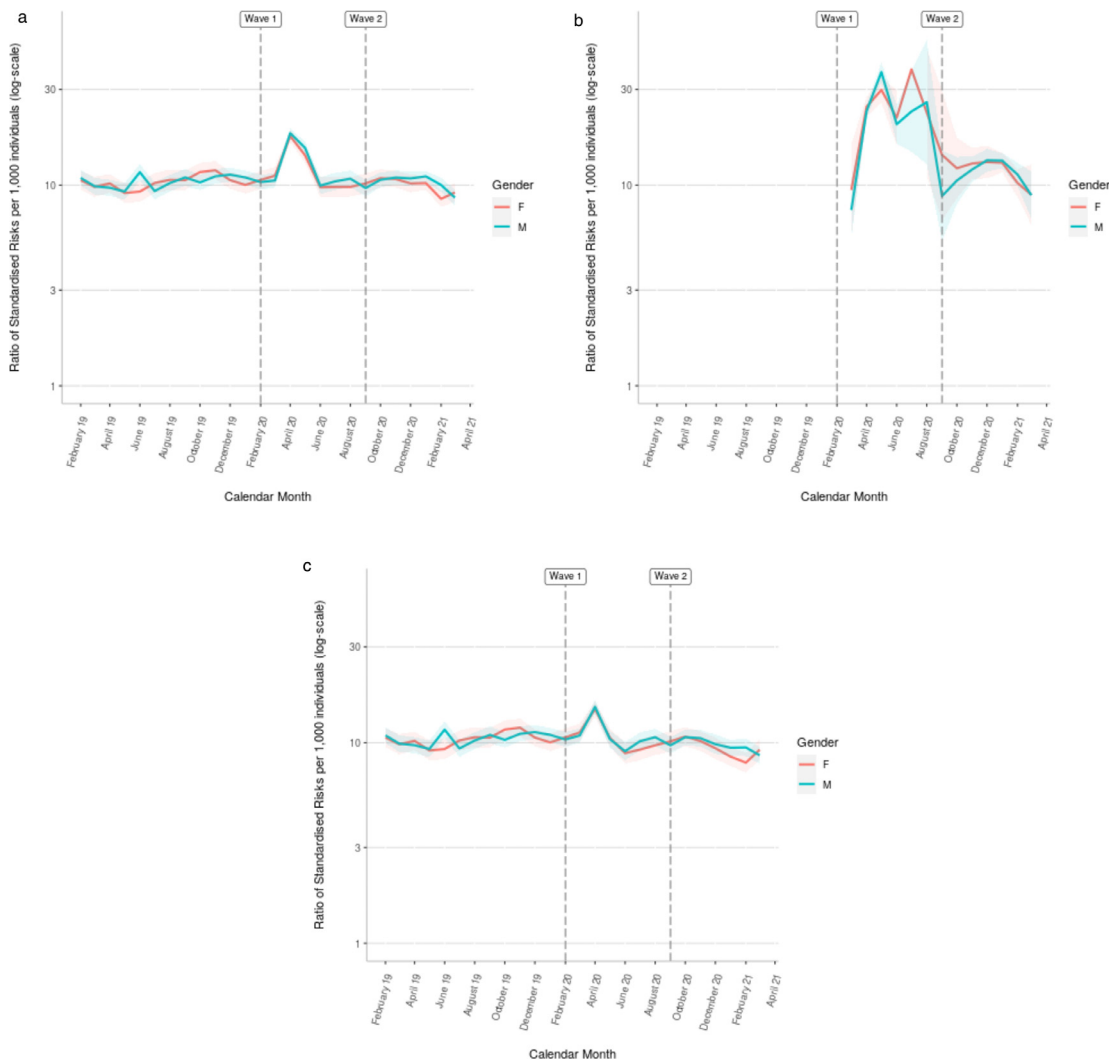 a
Wave 1
Wave 2
Ratio of Standardised Risks per 1,000 individuals (log-scale)
30
10
3
1
February 19
April 19
June 19
August 19
October 19
December 19
February 20
April 20
June 20
August 20
October 20
December 20
February 21
April 21
Calendar Month
Gender
F
M
b
Wave 1
Wave 2
Ratio of Standardised Risks per 1,000 individuals (log-scale)
30
10
3
1
February 19
April 19
June 19
August 19
October 19
December 19
February 20
April 20
June 20
August 20
October 20
December 20
February 21
April 21
Calendar Month
Gender
F
M
c
Wave 1
Wave 2
Ratio of Standardised Risks per 1,000 individuals (log-scale)
30
10
3
1
February 19
April 19
June 19
August 19
October 19
December 19
February 20
April 20
June 20
August 20
October 20
December 20
February 21
April 21
Calendar Month
Gender
F
M